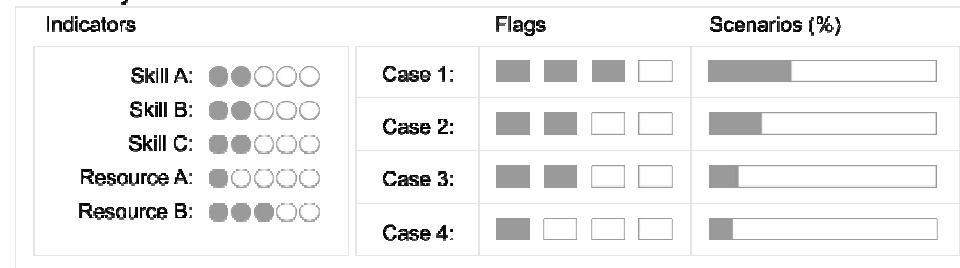 Indicators
Flags
Scenarios (%)
Skill A:
Skill B:
Skill C:
Resource A:
Resource B:
Case 1:
Case 2:
Case 3:
Case 4: